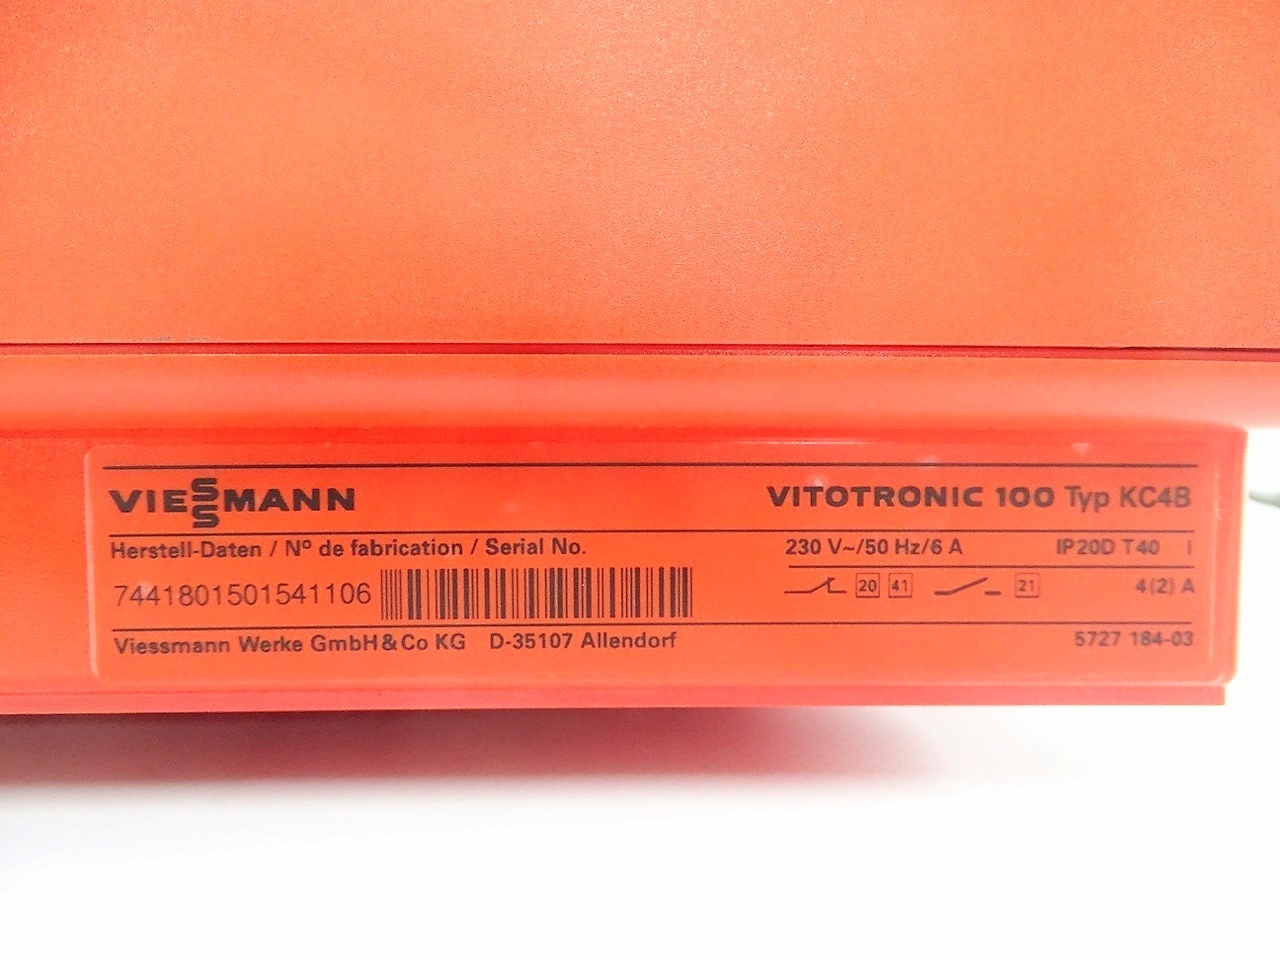 VIESSMANN
VITOTRONIC 100 Typ KC4B
Herstell-Daten / Nº de fabrication / Serial No.
230 V~/50 Hz/6 A IP20D T40 I
7441801501541106
20 41 21 4(2) A
Viessmann Werke GmbH&Co KG D-35107 Allendorf
5727 184-03